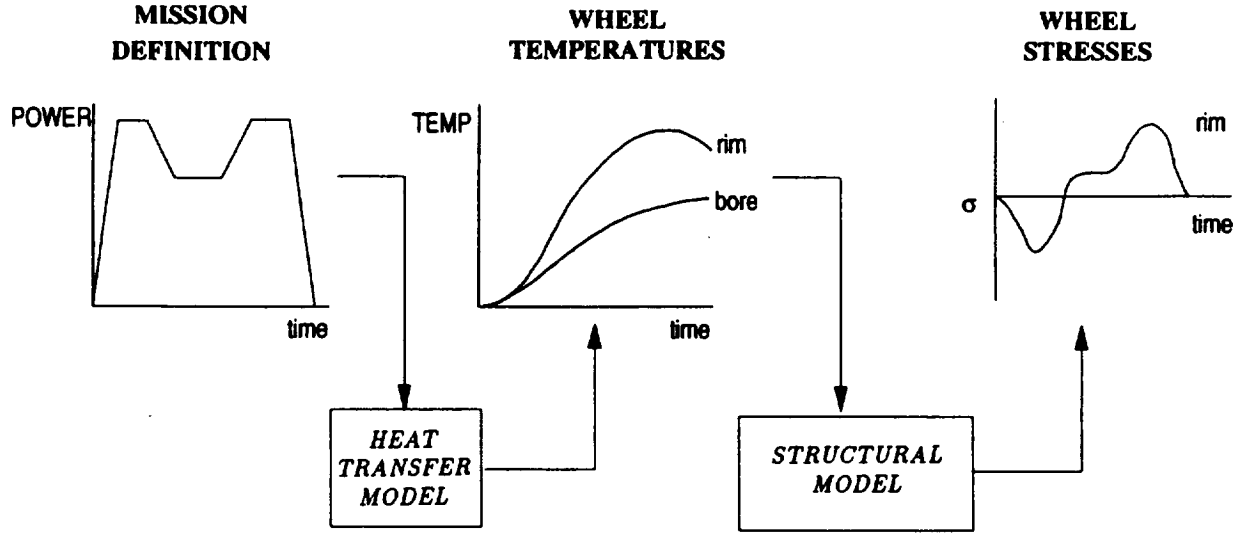 MISSION
DEFINITION
POWER
time
WHEEL
TEMPERATURES
TEMP
rim
bore
time
WHEEL
STRESSES
rim
σ
time
HEAT
TRANSFER
MODEL
STRUCTURAL
MODEL